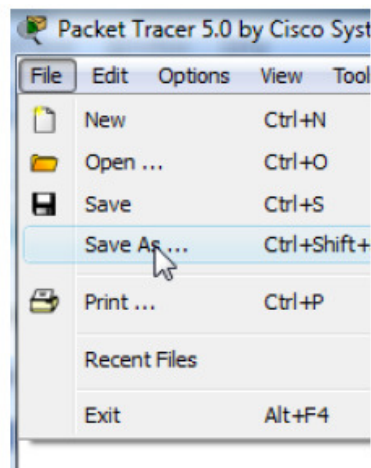 Packet Tracer 5.0 by Cisco Syst
File Edit Options View Tool
New Ctrl+N
Open ... Ctrl+O
Save Ctrl+S
Save As ... Ctrl+Shift+
Print ... Ctrl+P
Recent Files
Exit Alt+F4